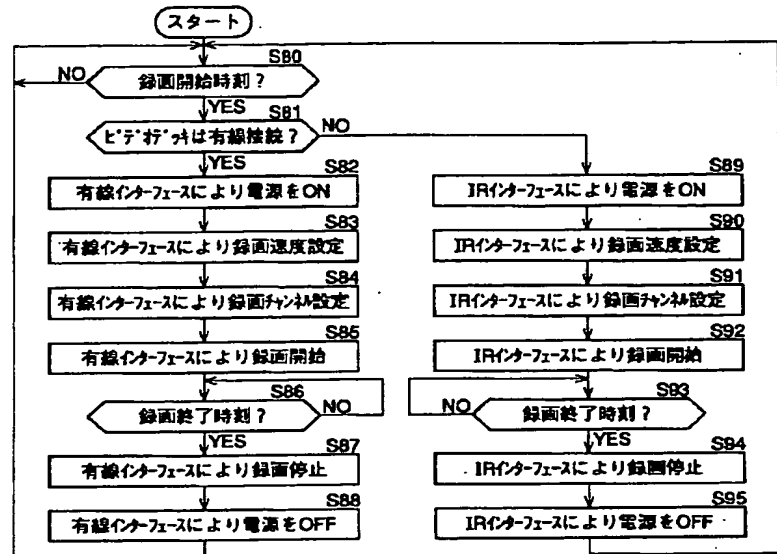 スタート
S80
録画開始時刻？
NO
YES
S81
ビデオデッキは有線接続？
NO
YES
S82
有線インターフェースにより電源をON
S83
有線インターフェースにより録画速度設定
S84
有線インターフェースにより録画チャンネル設定
S85
有線インターフェースにより録画開始
S86
録画終了時刻？
NO
YES
S87
有線インターフェースにより録画停止
S88
有線インターフェースにより電源をOFF
S89
IRインターフェースにより電源をON
S90
IRインターフェースにより録画速度設定
S91
IRインターフェースにより録画チャンネル設定
S92
IRインターフェースにより録画開始
S93
NO
録画終了時刻？
YES
S94
IRインターフェースにより録画停止
S95
IRインターフェースにより電源をOFF